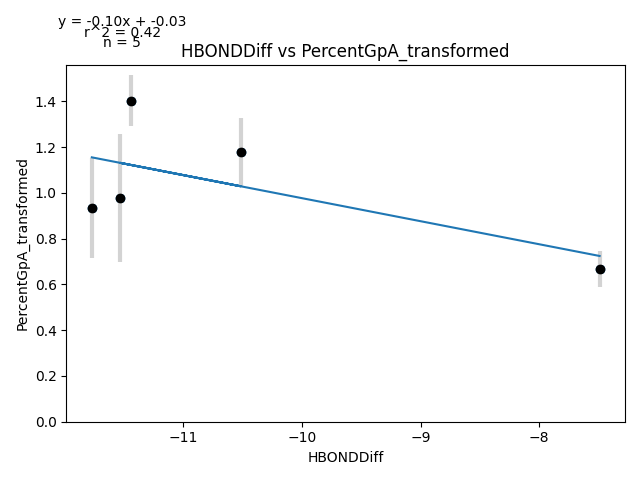 y = -0.10x + -0.03
r^2 = 0.42
n = 5
HBONDDiff vs PercentGpA_transformed
PercentGpA_transformed
1.4
1.2
1.0
0.8
0.6
0.4
0.2
0.0
−11
−10
−9
−8
HBONDDiff